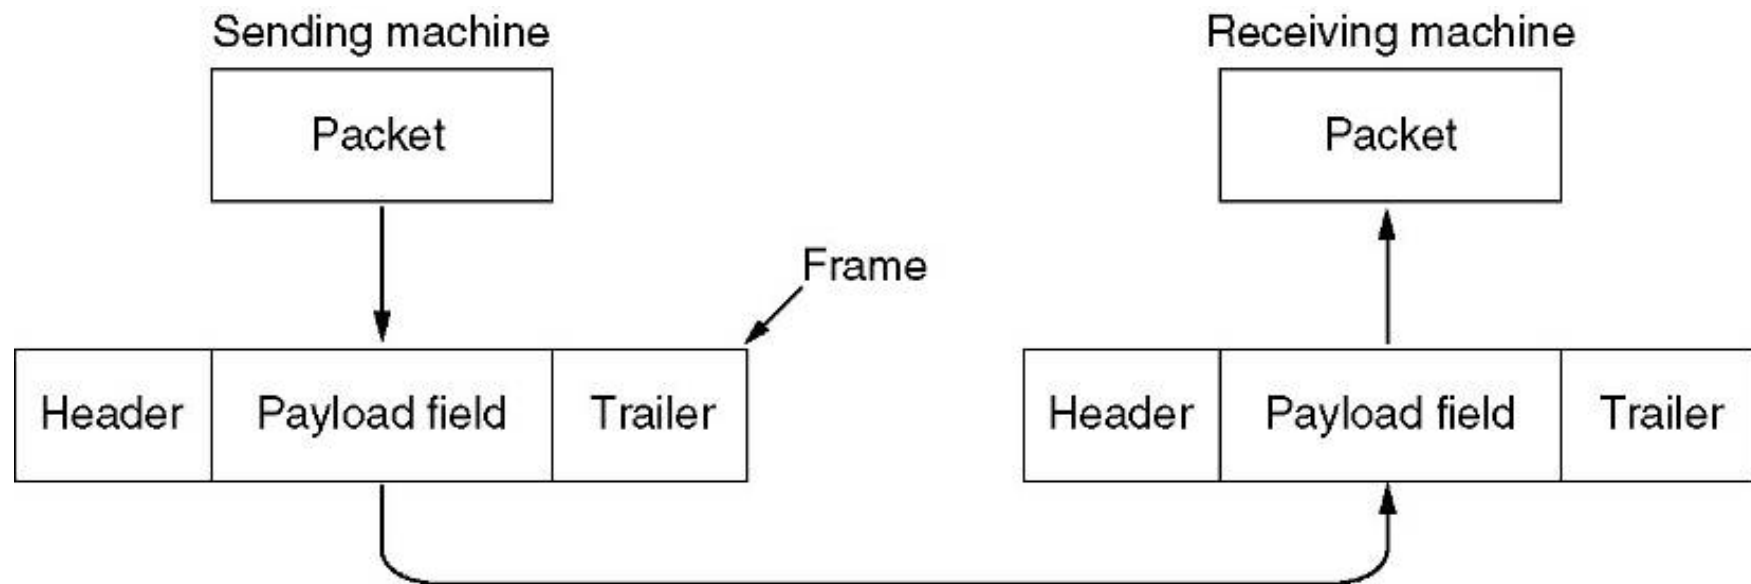 Sending machine
Receiving machine
Packet
Packet
Frame
Header
Payload field
Trailer
Header
Payload field
Trailer